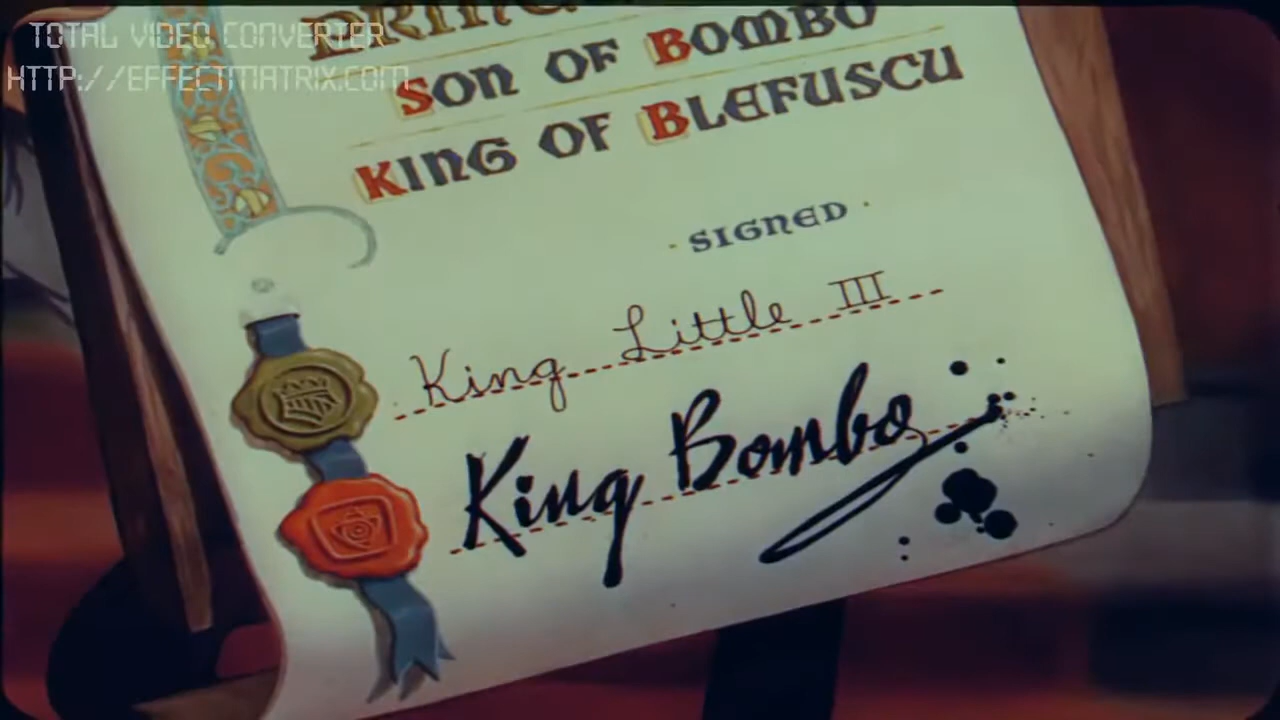 TOTAL VIDEO CONVERTER
HTTP://EFFECTMATRIX.COM
SON OF BOMBO
KING OF BLEFUSCU
· SIGNED ·
King Little III
King Bombo